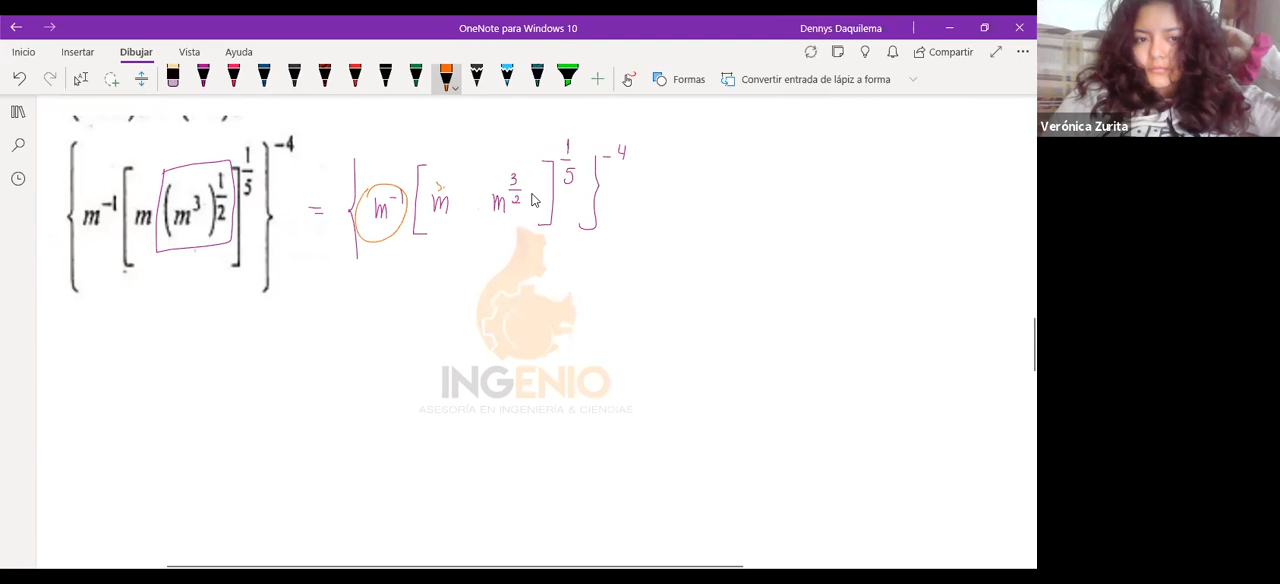 OneNote para Windows 10
Dennys Daquilema
Inicio Insertar Dibujar Vista Ayuda
Compartir
Formas
Convertir entrada de lápiz a forma
Verónica Zurita
{m⁻¹[m(m³)^(1/2)]^(1/5)}⁻⁴ = {m⁻¹[m m^(3/2)]^(1/5)}⁻⁴
INGENIO
ASESORÍA EN INGENIERÍA & CIENCIAS